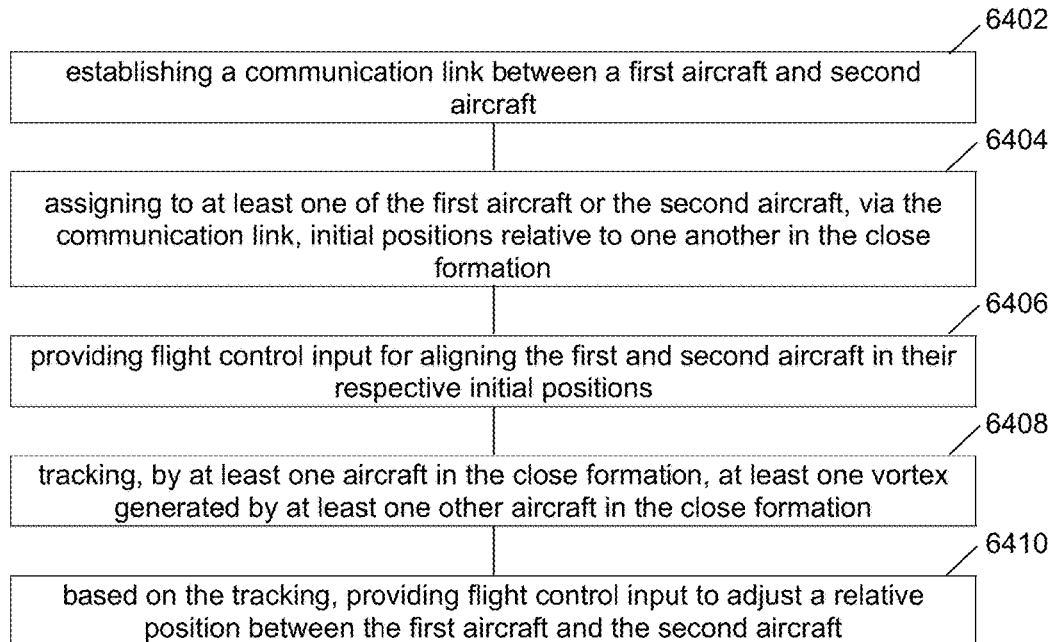 6402
establishing a communication link between a first aircraft and second
aircraft
6404
assigning to at least one of the first aircraft or the second aircraft, via the
communication link, initial positions relative to one another in the close
formation
6406
providing flight control input for aligning the first and second aircraft in their
respective initial positions
6408
tracking, by at least one aircraft in the close formation, at least one vortex
generated by at least one other aircraft in the close formation
6410
based on the tracking, providing flight control input to adjust a relative
position between the first aircraft and the second aircraft